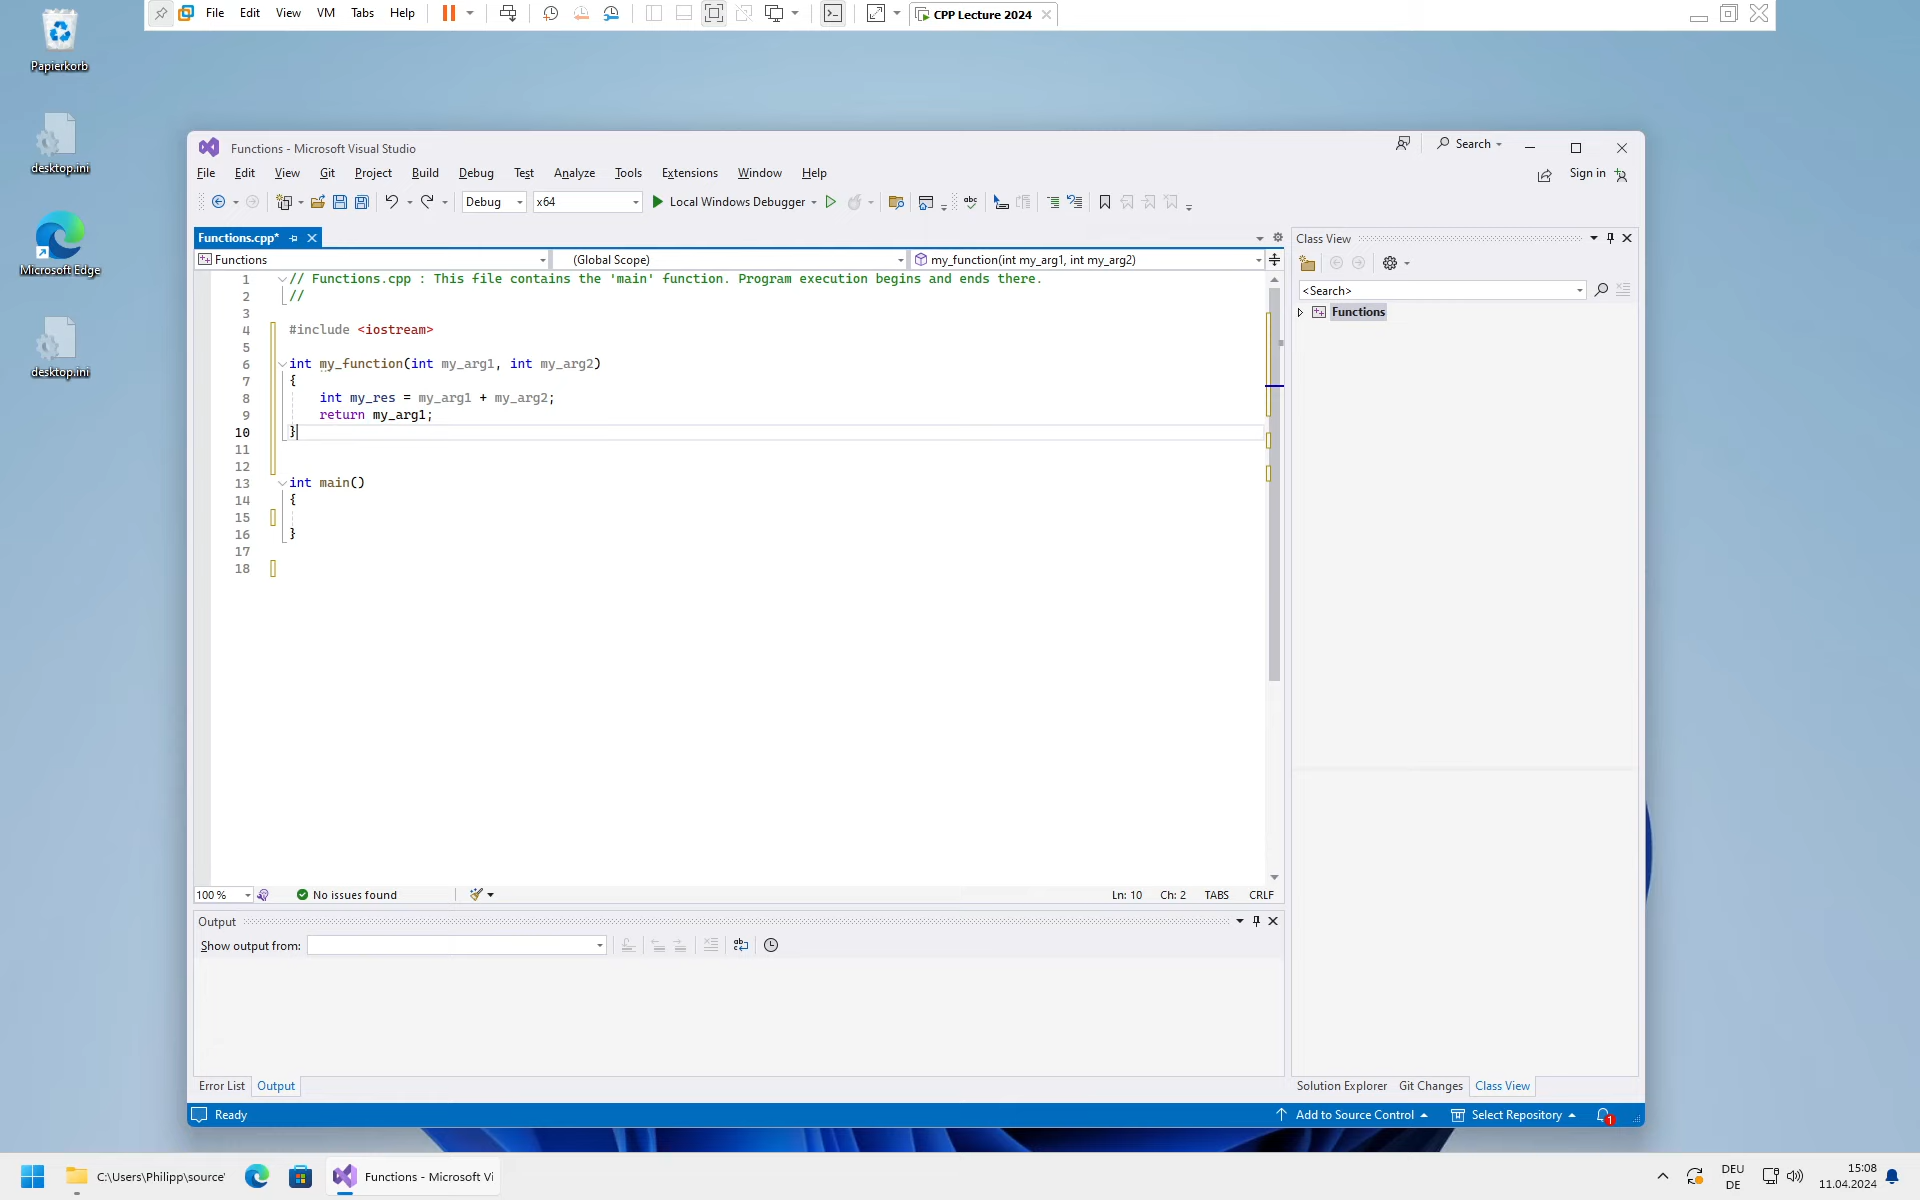 File Edit View VM Tabs Help CPP Lecture 2024
Papierkorb
desktop.ini
Microsoft Edge
desktop.ini
Functions - Microsoft Visual Studio Search
File Edit View Git Project Build Debug Test Analyze Tools Extensions Window Help Sign in
Debug x64 Local Windows Debugger abc
Functions.cpp*
Functions (Global Scope) my_function(int my_arg1, int my_arg2)
1 // Functions.cpp : This file contains the 'main' function. Program execution begins and ends there.
2 //
3
4 #include <iostream>
5
6 int my_function(int my_arg1, int my_arg2)
7 {
8 int my_res = my_arg1 + my_arg2;
9 return my_arg1;
10 }
11
12
13 int main()
14 {
15
16 }
17
18
100 % No issues found Ln: 10 Ch: 2 TABS CRLF
Output
Show output from:
Error List Output
Class View
<Search>
Functions
Solution Explorer Git Changes Class View
Ready Add to Source Control Select Repository 1
C:\Users\Philipp\source' Functions - Microsoft Vi
DEU
DE
15:08
11.04.2024